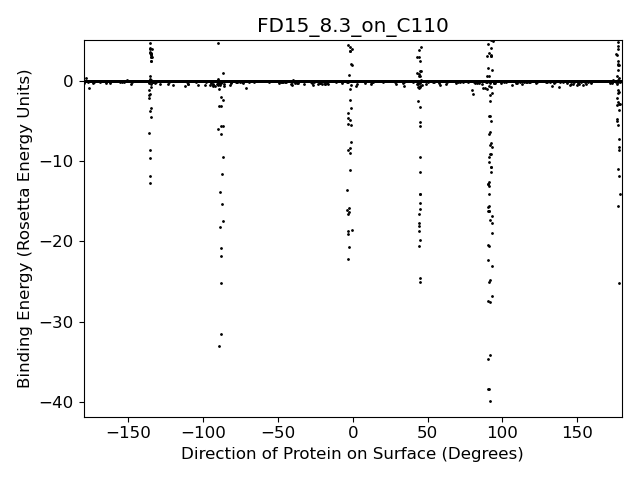 FD15_8.3_on_C110
Binding Energy (Rosetta Energy Units)
0
−10
−20
−30
−40
−150 −100 −50 0 50 100 150
Direction of Protein on Surface (Degrees)